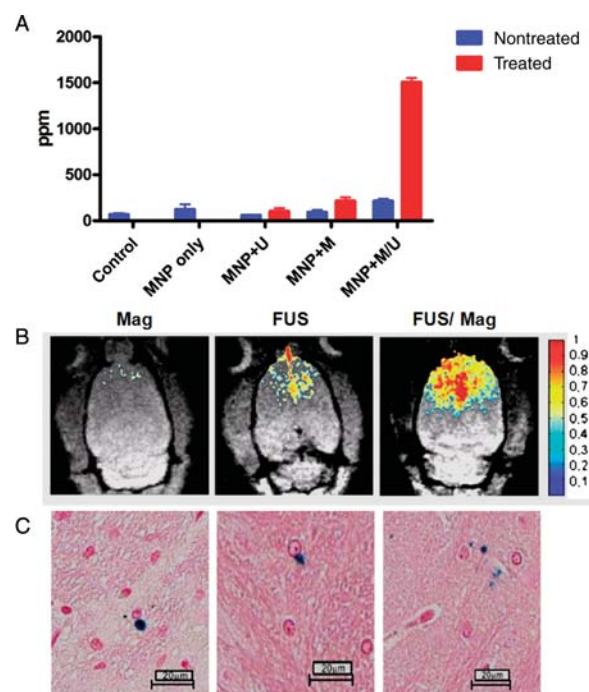 A
2000
1500
1000
500
0
ppm
Nontreated
Treated
Control
MNP only
MNP+U
MNP+M
MNP+M/U
B
Mag
FUS
FUS/ Mag
1
0.9
0.8
0.7
0.6
0.5
0.4
0.3
0.2
0.1
C
20µm
20µm
20µm